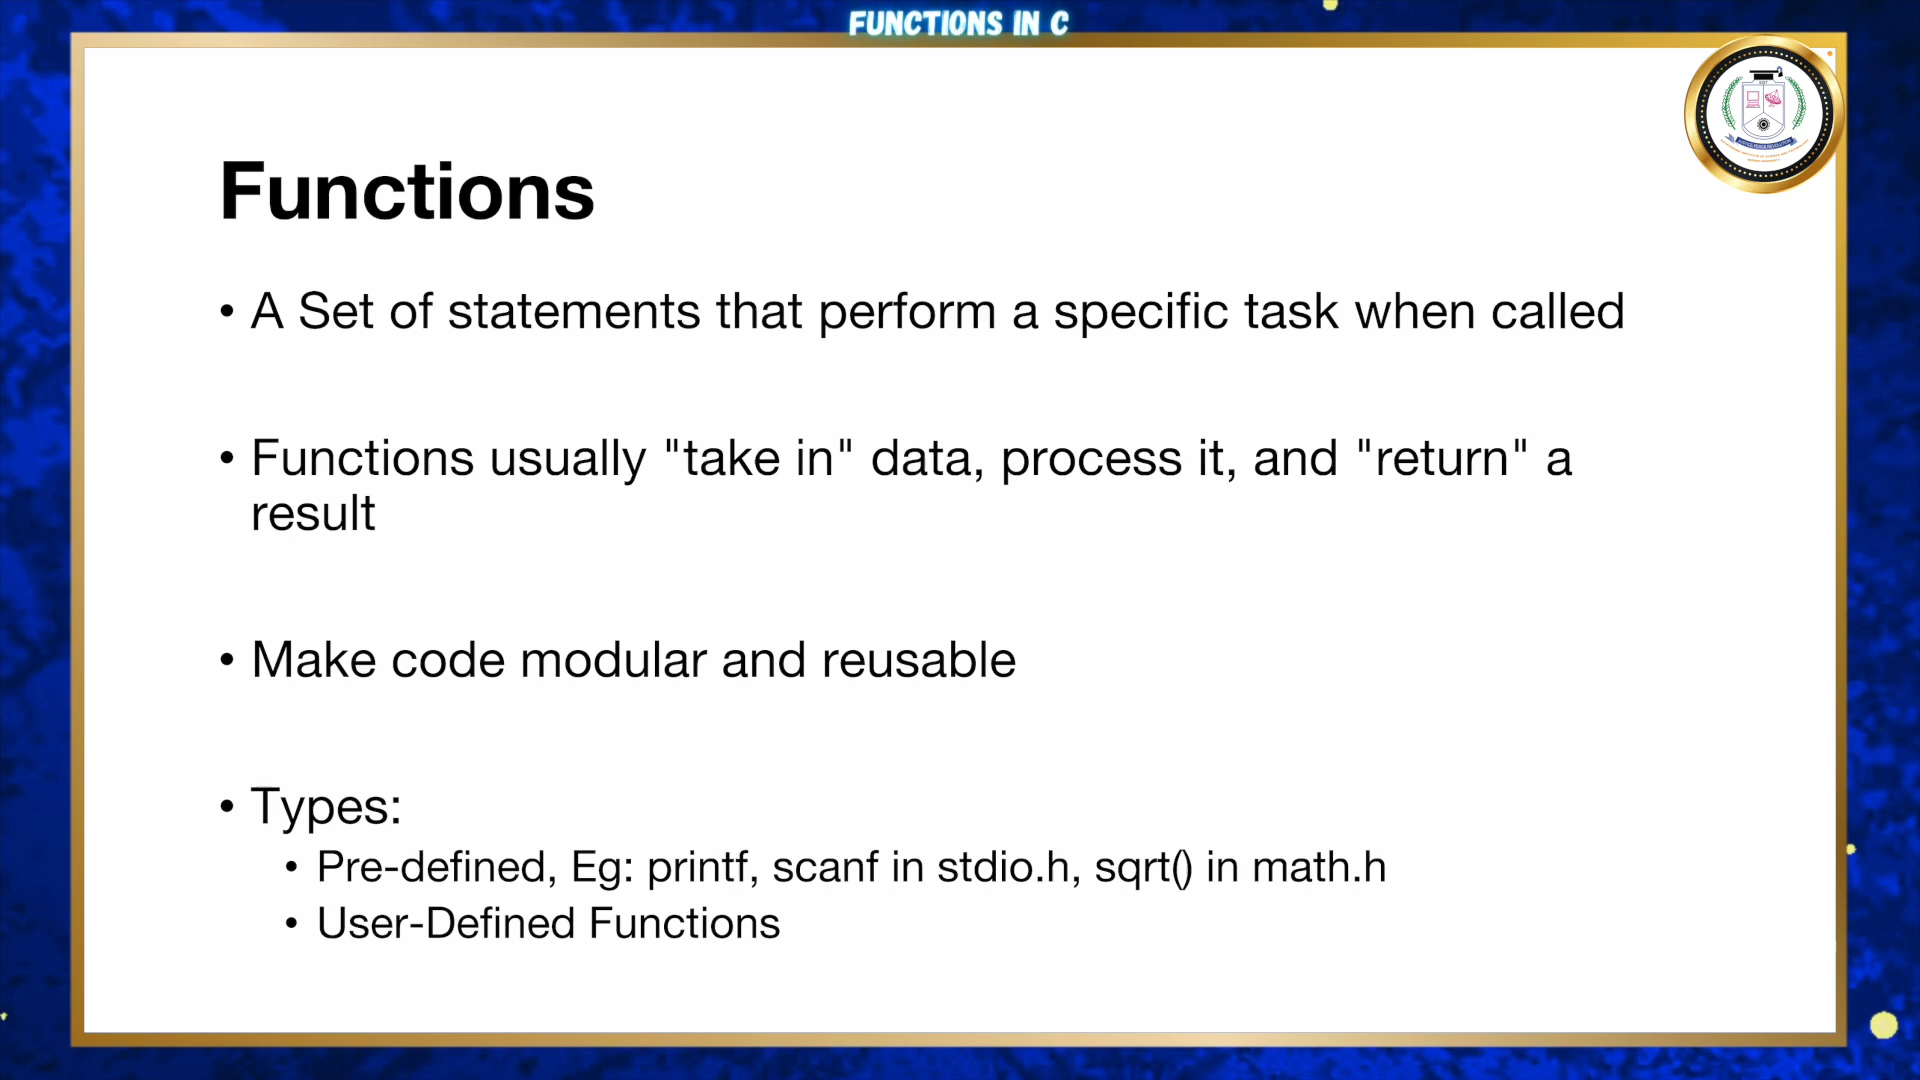 FUNCTIONS IN C
Functions
• A Set of statements that perform a specific task when called
• Functions usually "take in" data, process it, and "return" a
result
• Make code modular and reusable
• Types:
• Pre-defined, Eg: printf, scanf in stdio.h, sqrt() in math.h
• User-Defined Functions